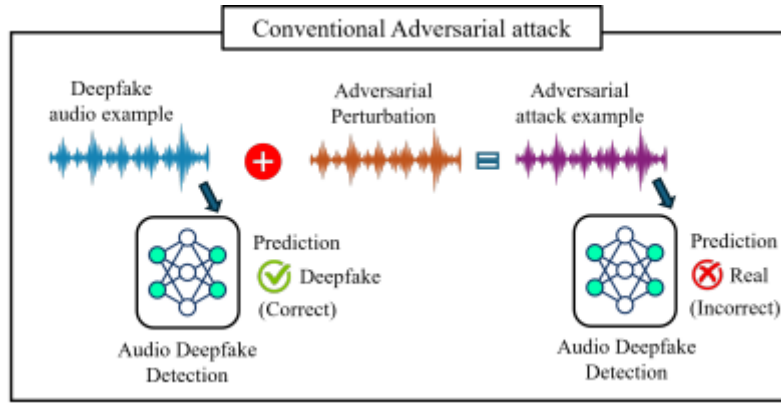 Conventional Adversarial attack
Deepfake
audio example
Adversarial
Perturbation
Adversarial
attack example
Prediction
Deepfake
(Correct)
Audio Deepfake
Detection
Prediction
Real
(Incorrect)
Audio Deepfake
Detection